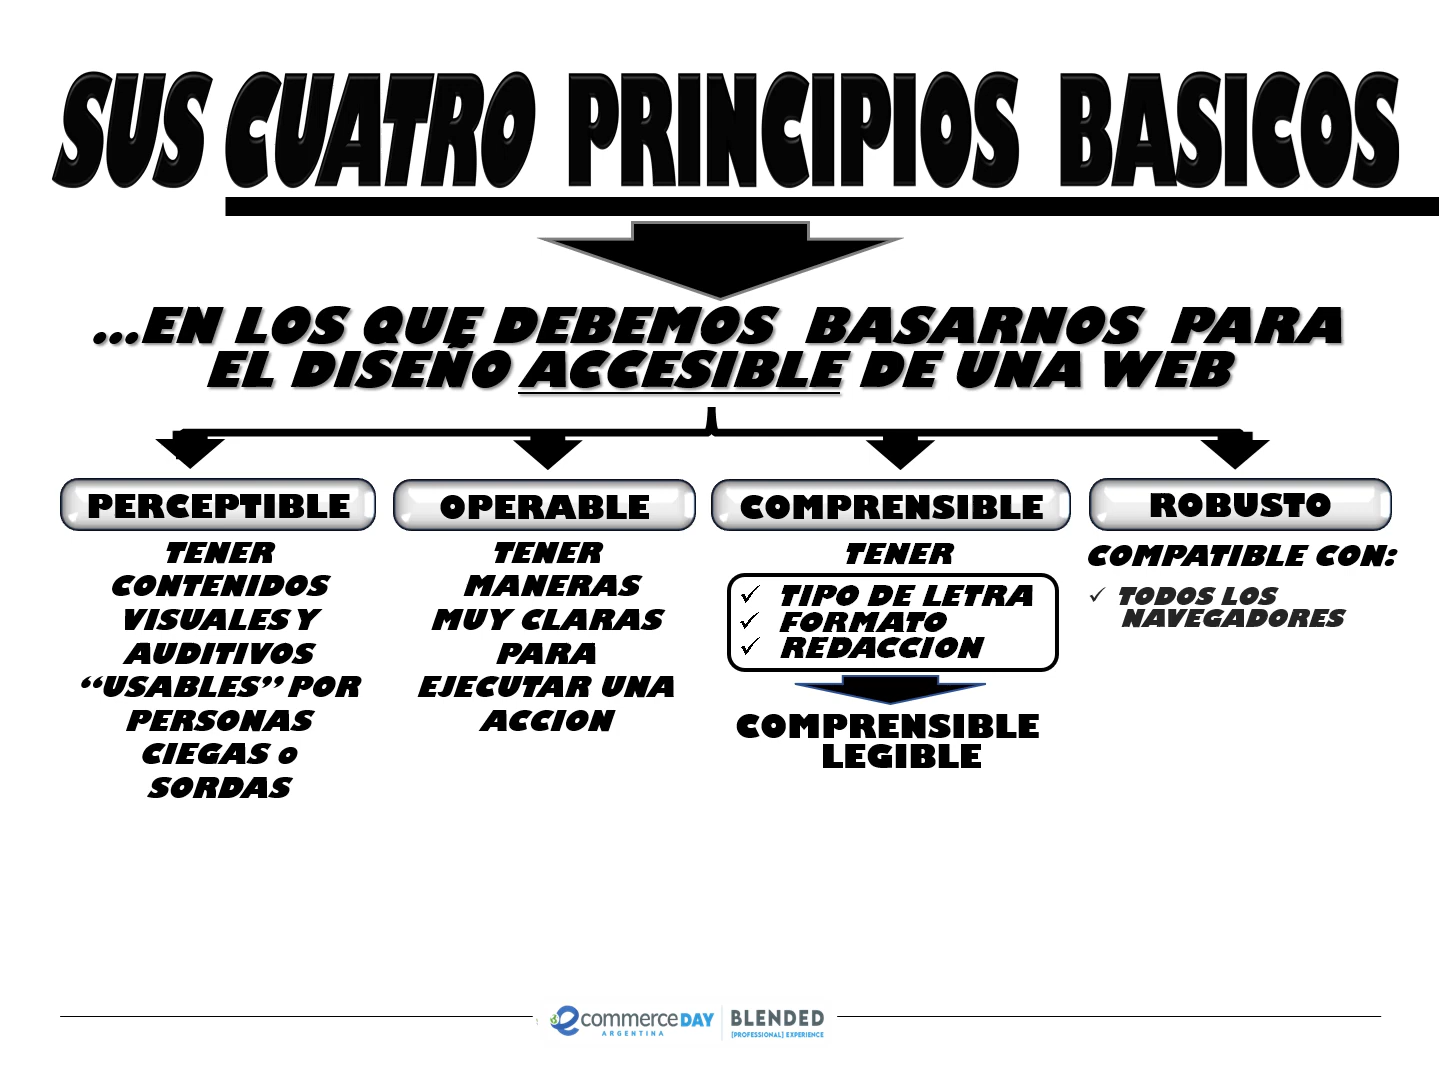 SUS CUATRO PRINCIPIOS BASICOS
...EN LOS QUE DEBEMOS BASARNOS PARA
EL DISEÑO ACCESIBLE DE UNA WEB
PERCEPTIBLE
TENER
CONTENIDOS
VISUALES Y
AUDITIVOS
“USABLES” POR
PERSONAS
CIEGAS o
SORDAS
OPERABLE
TENER
MANERAS
MUY CLARAS
PARA
EJECUTAR UNA
ACCION
COMPRENSIBLE
TENER
✓ TIPO DE LETRA
✓ FORMATO
✓ REDACCION
COMPRENSIBLE
LEGIBLE
ROBUSTO
COMPATIBLE CON:
✓ TODOS LOS
NAVEGADORES
ecommerce DAY
ARGENTINA
BLENDED
[PROFESSIONAL] EXPERIENCE